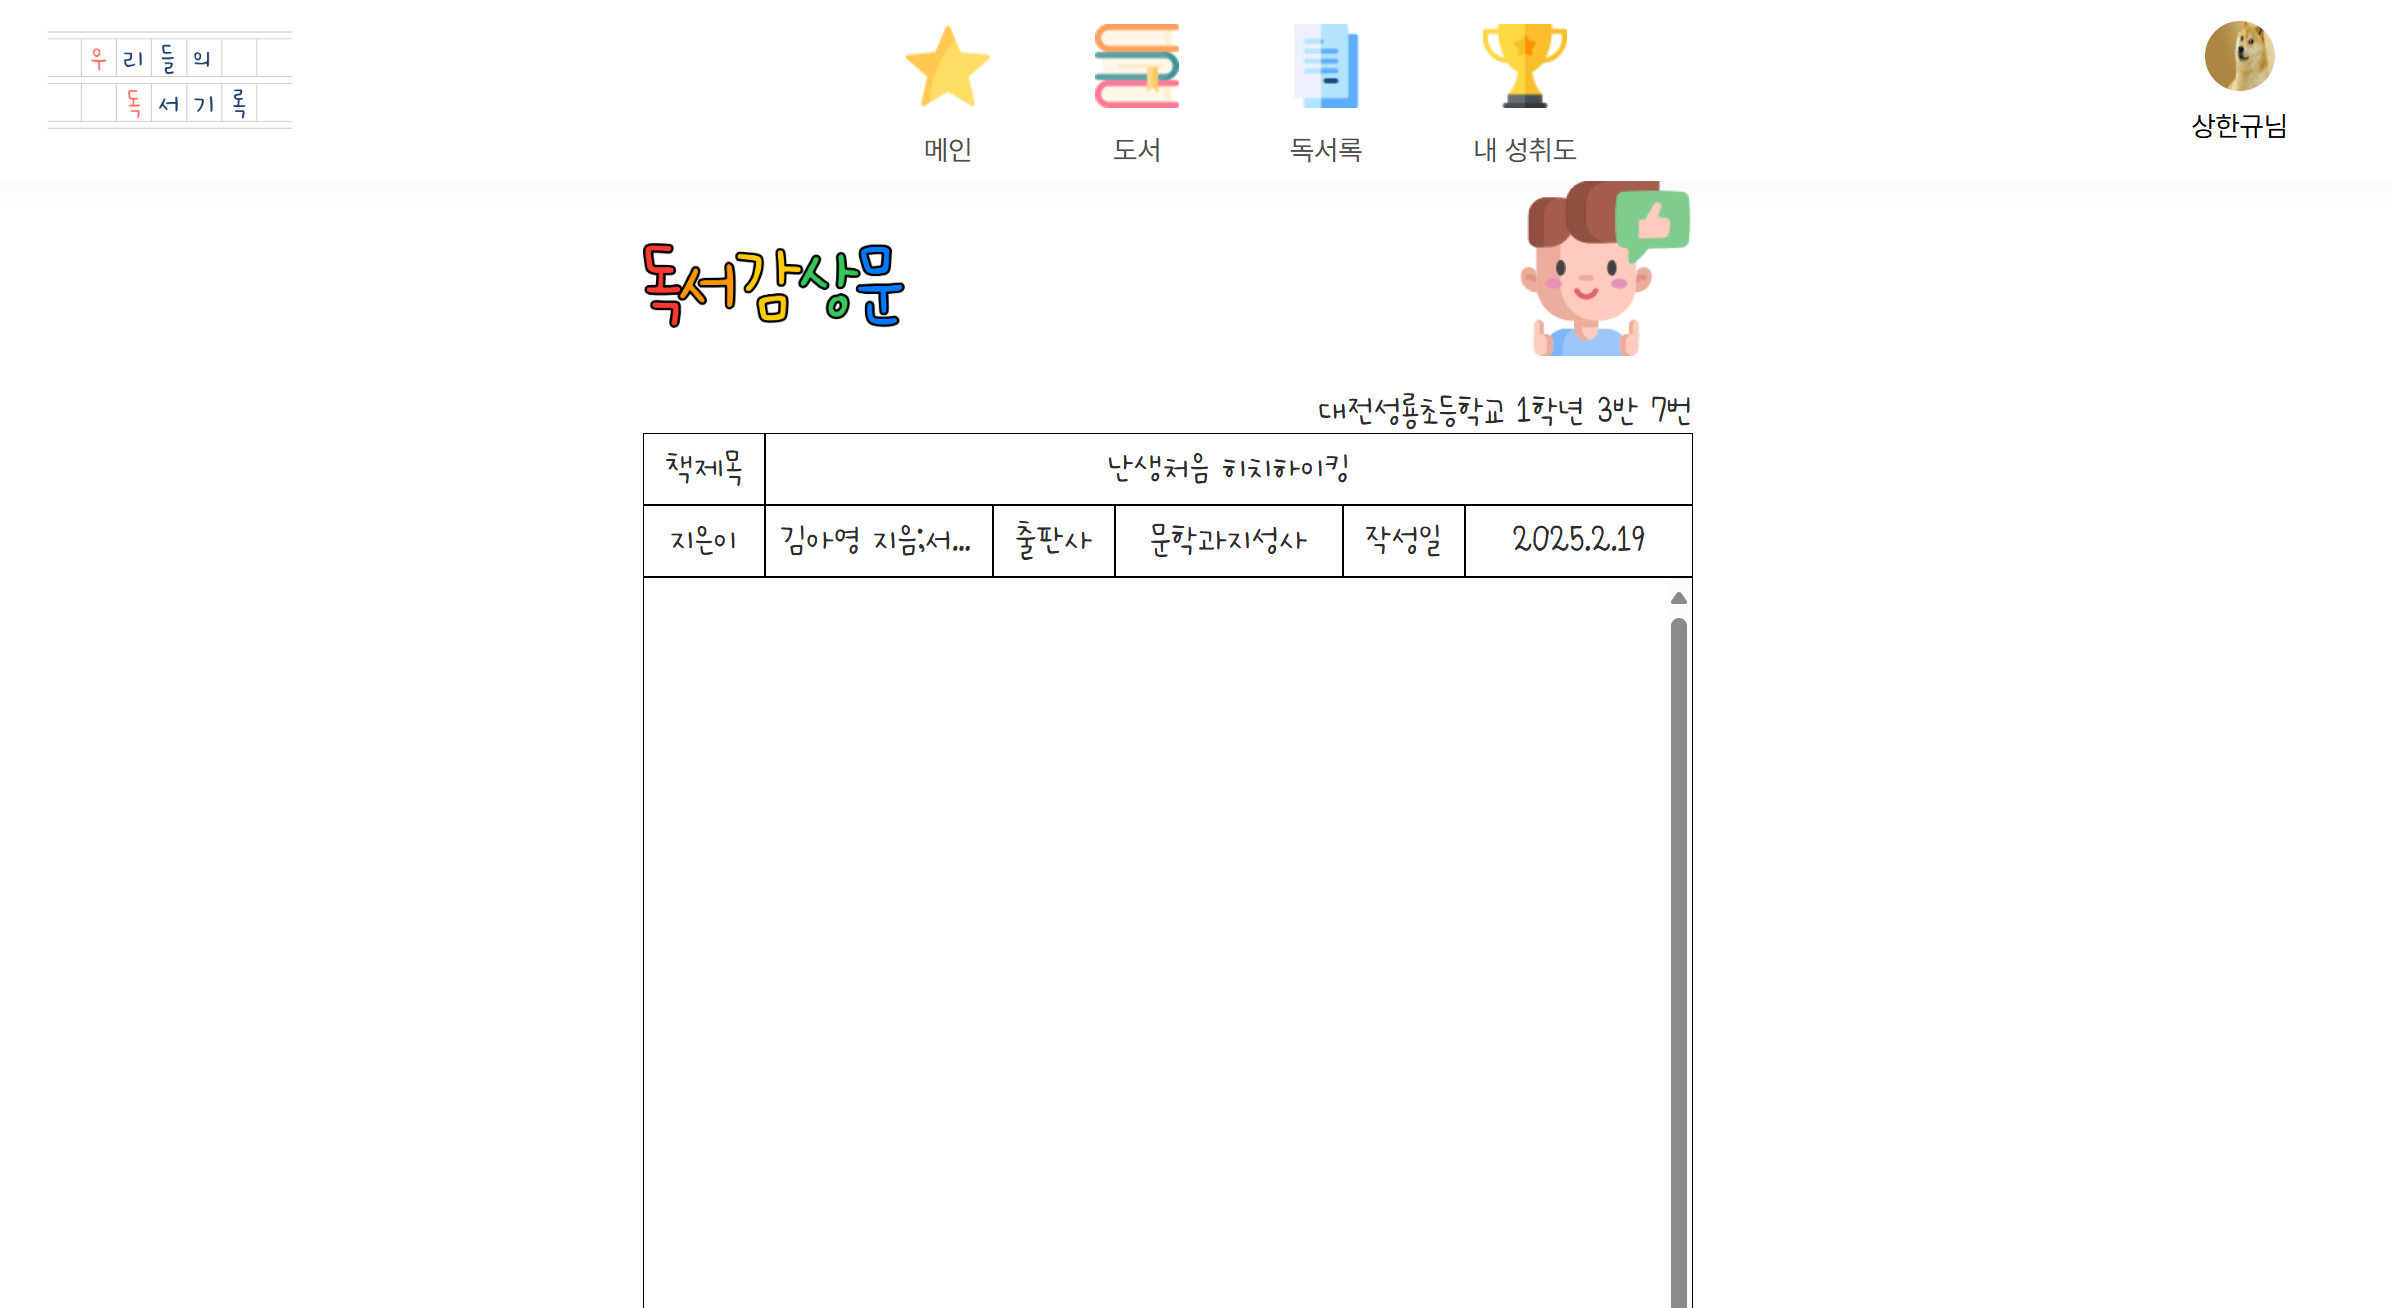 우리들의
독서기록
메인
도서
독서록
내 성취도
상한규님
독서감상문
대전성룡초등학교 1학년 3반 7번
책제목 난생처음 히치하이킹
지은이 김아영 지음;서... 출판사 문학과지성사 작성일 2025.2.19